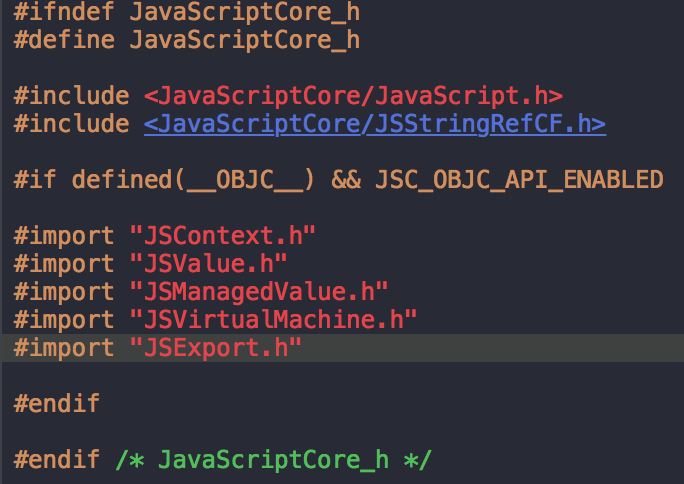 #ifndef JavaScriptCore_h
#define JavaScriptCore_h
#include <JavaScriptCore/JavaScript.h>
#include <JavaScriptCore/JSStringRefCF.h>
#if defined(__OBJC__) && JSC_OBJC_API_ENABLED
#import "JSContext.h"
#import "JSValue.h"
#import "JSManagedValue.h"
#import "JSVirtualMachine.h"
#import "JSExport.h"
#endif
#endif /* JavaScriptCore_h */